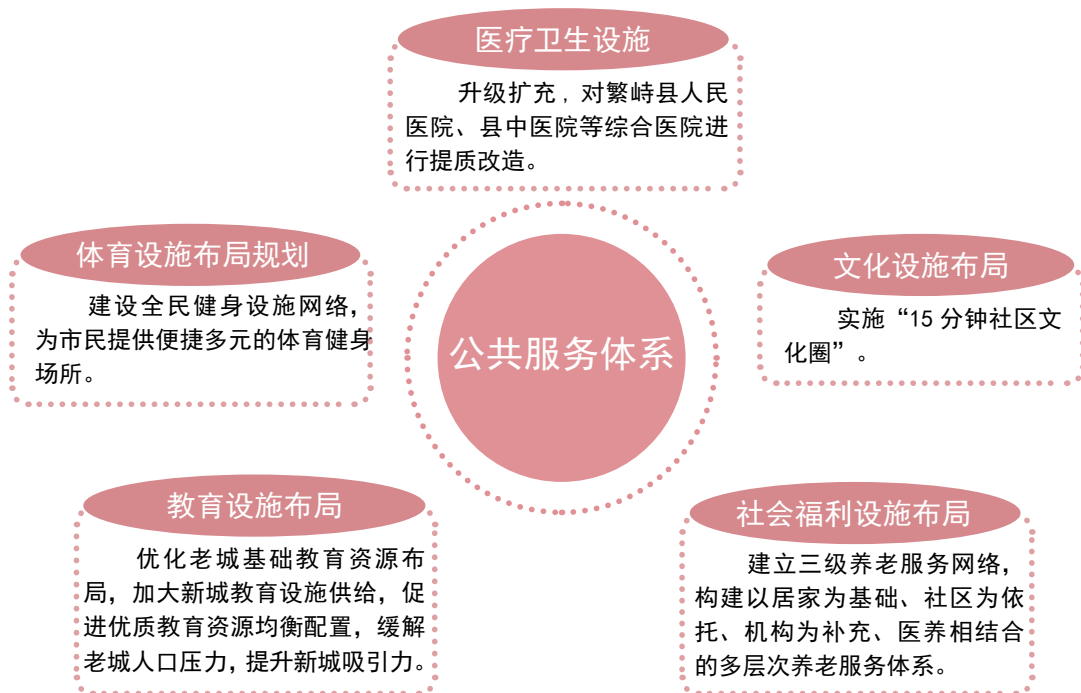 医疗卫生设施
升级扩充，对繁峙县人民
医院、县中医院等综合医院进
行提质改造。
体育设施布局规划
建设全民健身设施网络，
为市民提供便捷多元的体育健身
场所。
公共服务体系
文化设施布局
实施“15 分钟社区文
化圈”。
教育设施布局
优化老城基础教育资源布
局，加大新城教育设施供给，促
进优质教育资源均衡配置，缓解
老城人口压力，提升新城吸引力。
社会福利设施布局
建立三级养老服务网络，
构建以居家为基础、社区为依
托、机构为补充、医养相结合
的多层次养老服务体系。